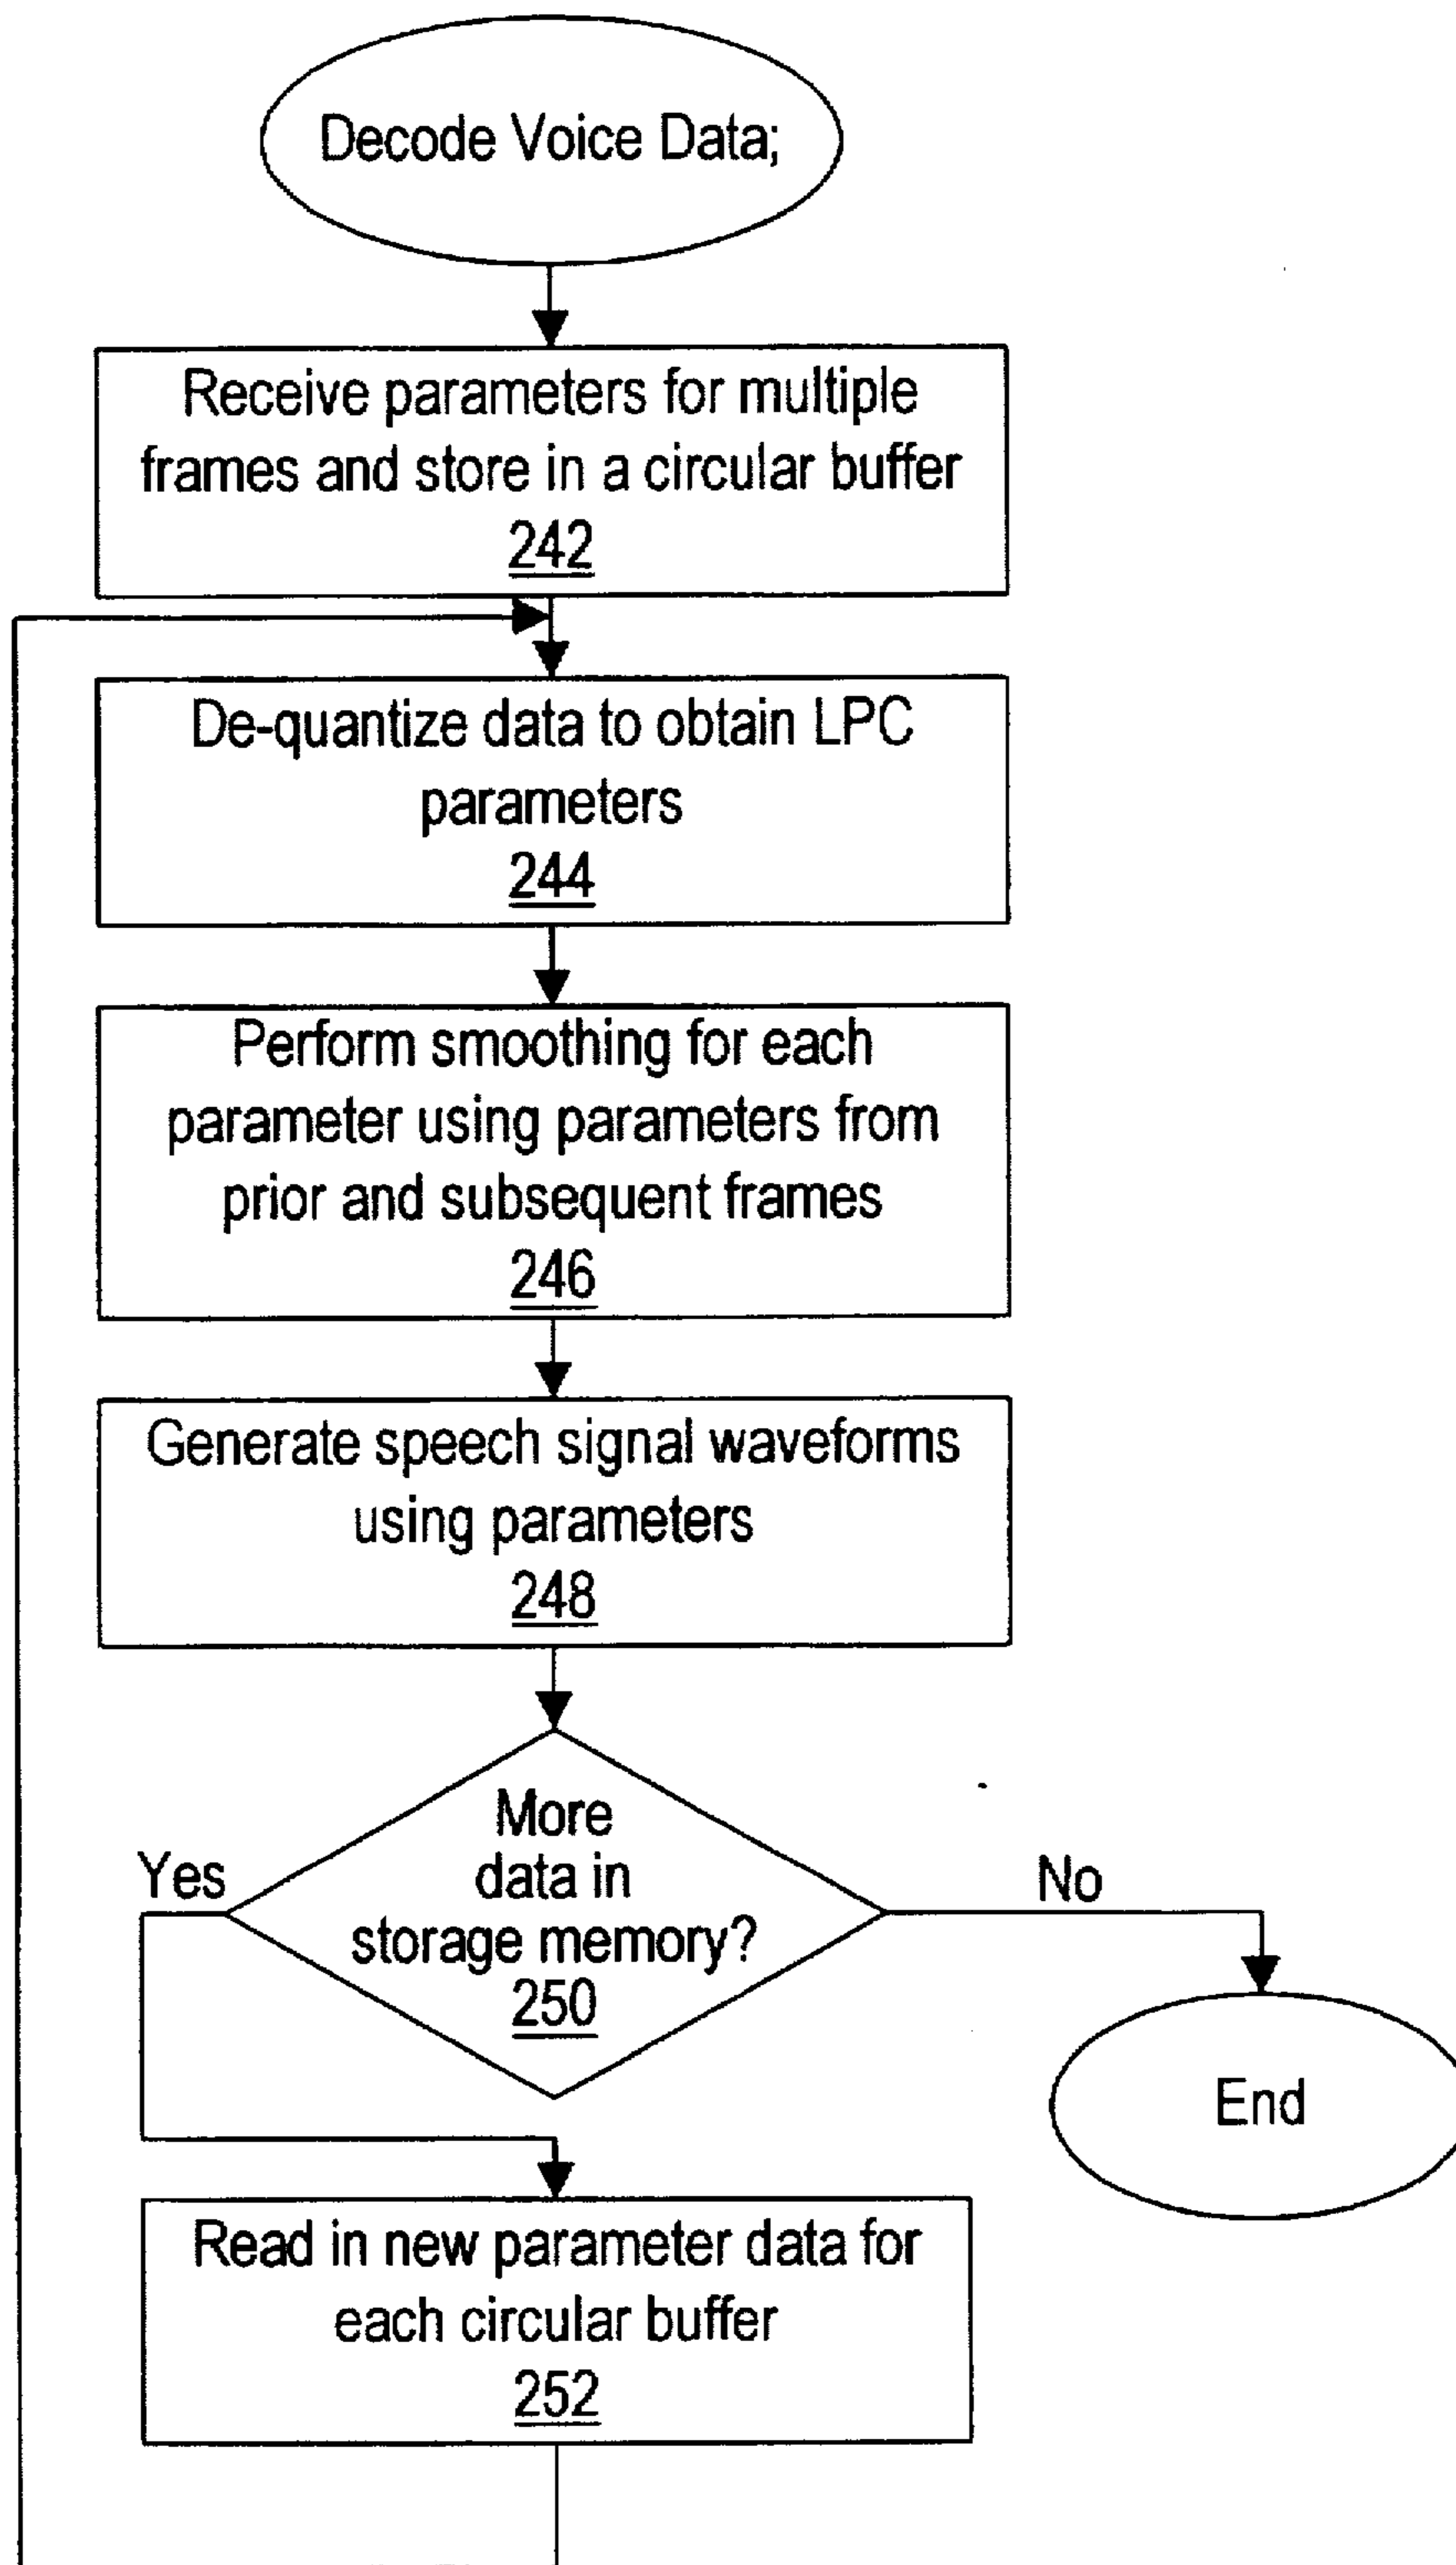 Decode Voice Data;
Receive parameters for multiple
frames and store in a circular buffer
242
De-quantize data to obtain LPC
parameters
244
Perform smoothing for each
parameter using parameters from
prior and subsequent frames
246
Generate speech signal waveforms
using parameters
248
More
data in
storage memory?
250
Yes
No
End
Read in new parameter data for
each circular buffer
252